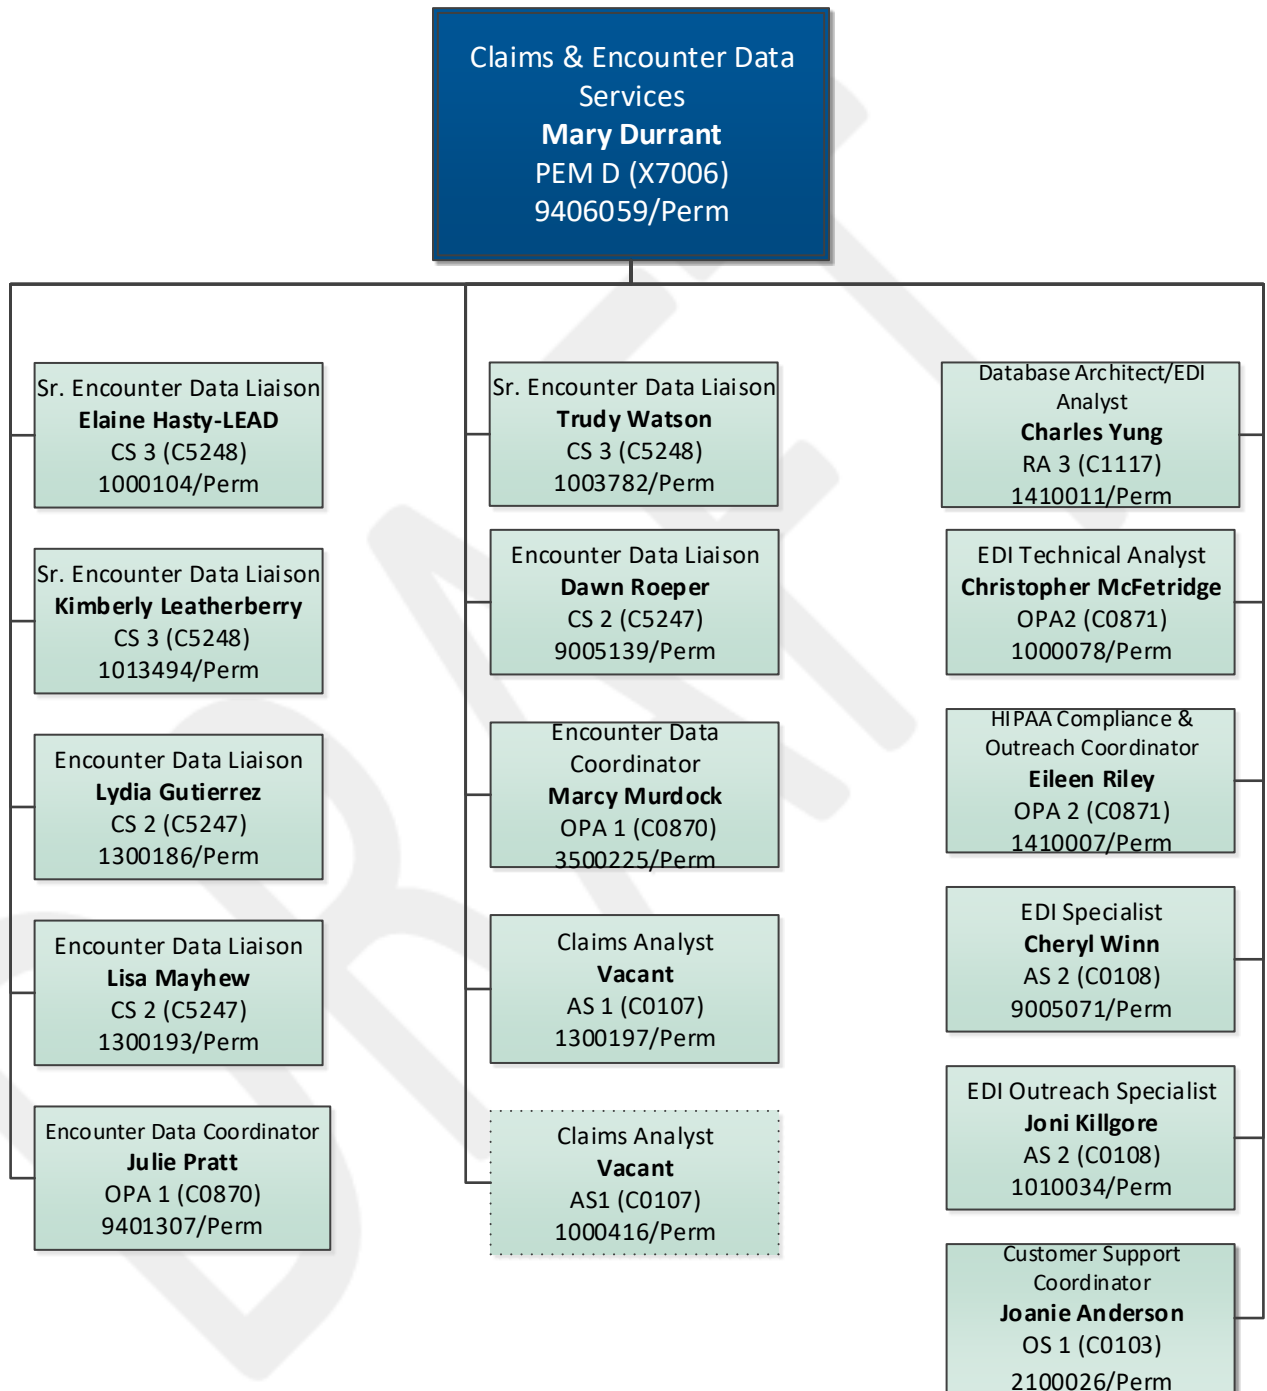 Claims & Encounter Data
Services
Mary Durrant
PEM D (X7006)
9406059/Perm
Sr. Encounter Data Liaison
Elaine Hasty-LEAD
CS 3 (C5248)
1000104/Perm
Sr. Encounter Data Liaison
Kimberly Leatherberry
CS 3 (C5248)
1013494/Perm
Encounter Data Liaison
Lydia Gutierrez
CS 2 (C5247)
1300186/Perm
Encounter Data Liaison
Lisa Mayhew
CS 2 (C5247)
1300193/Perm
Encounter Data Coordinator
Julie Pratt
OPA 1 (C0870)
9401307/Perm
Sr. Encounter Data Liaison
Trudy Watson
CS 3 (C5248)
1003782/Perm
Encounter Data Liaison
Dawn Roeper
CS 2 (C5247)
9005139/Perm
Encounter Data
Coordinator
Marcy Murdock
OPA 1 (C0870)
3500225/Perm
Claims Analyst
Vacant
AS 1 (C0107)
1300197/Perm
Claims Analyst
Vacant
AS1 (C0107)
1000416/Perm
Database Architect/EDI
Analyst
Charles Yung
RA 3 (C1117)
1410011/Perm
EDI Technical Analyst
Christopher McFetridge
OPA2 (C0871)
1000078/Perm
HIPAA Compliance &
Outreach Coordinator
Eileen Riley
OPA 2 (C0871)
1410007/Perm
EDI Specialist
Cheryl Winn
AS 2 (C0108)
9005071/Perm
EDI Outreach Specialist
Joni Killgore
AS 2 (C0108)
1010034/Perm
Customer Support
Coordinator
Joanie Anderson
OS 1 (C0103)
2100026/Perm
DRAFT